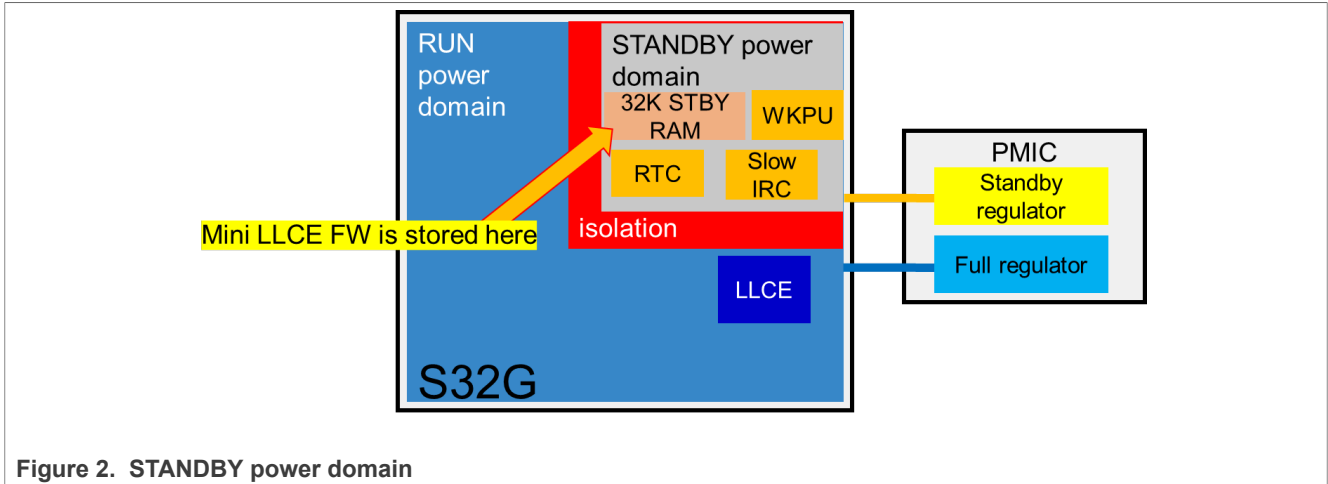 RUN
power
domain
STANDBY power
domain
32K STBY
RAM
WKPU
RTC
Slow
IRC
isolation
Mini LLCE FW is stored here
LLCE
S32G
PMIC
Standby
regulator
Full regulator
Figure 2. STANDBY power domain